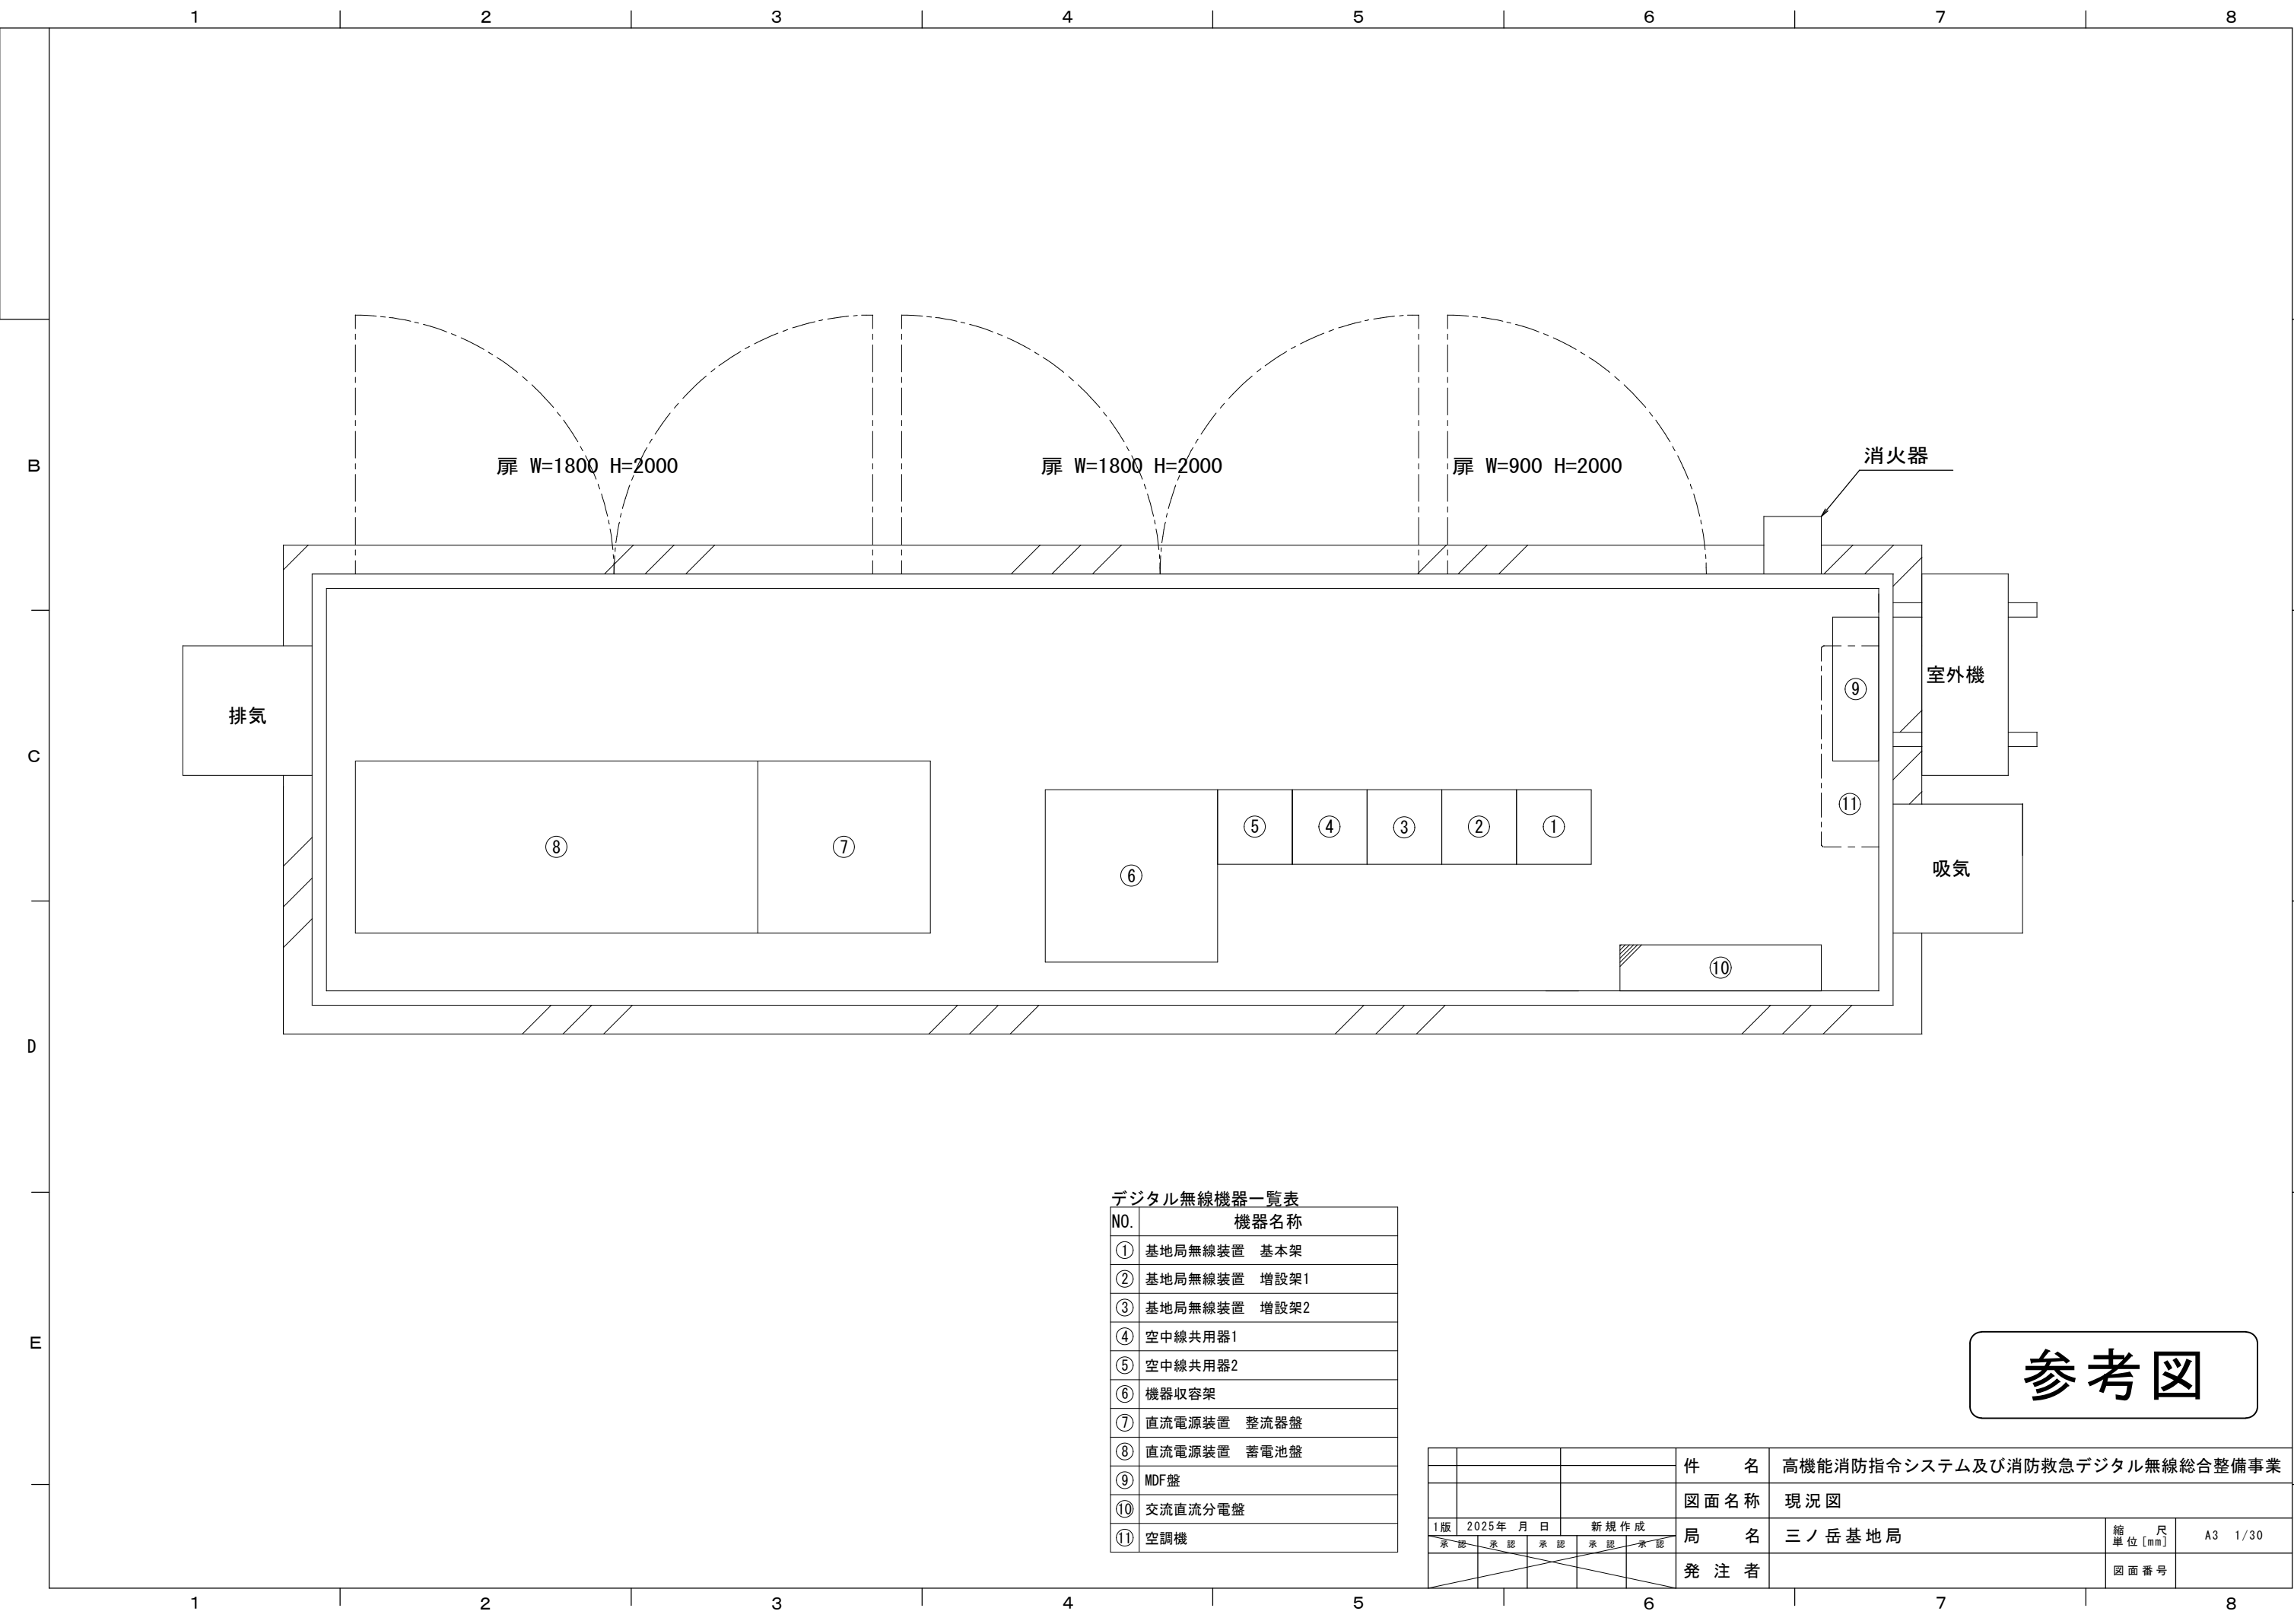 1 2 3 4 5 6 7 8
B
C
D
E
扉 W=1800 H=2000
扉 W=1800 H=2000
扉 W=900 H=2000
消火器
排気
室外機
吸気
⑨
⑪
⑧
⑦
⑥
⑤
④
③
②
①
⑩
デジタル無線機器一覧表
NO. 機器名称
① 基地局無線装置 基本架
② 基地局無線装置 増設架1
③ 基地局無線装置 増設架2
④ 空中線共用器1
⑤ 空中線共用器2
⑥ 機器収容架
⑦ 直流電源装置 整流器盤
⑧ 直流電源装置 蓄電池盤
⑨ MDF盤
⑩ 交流直流分電盤
⑪ 空調機
参考図
件 名 高機能消防指令システム及び消防救急デジタル無線総合整備事業
図面名称 現況図
1版 2025年 月 日 新規作成
局 名 三ノ岳基地局
縮 尺
単位[mm]
A3 1/30
承認 承認 承認 承認 承認
発注者
図面番号
1 2 3 4 5 6 7 8